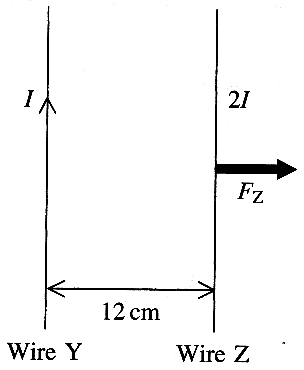 I
2I
F_Z
12 cm
Wire Y
Wire Z